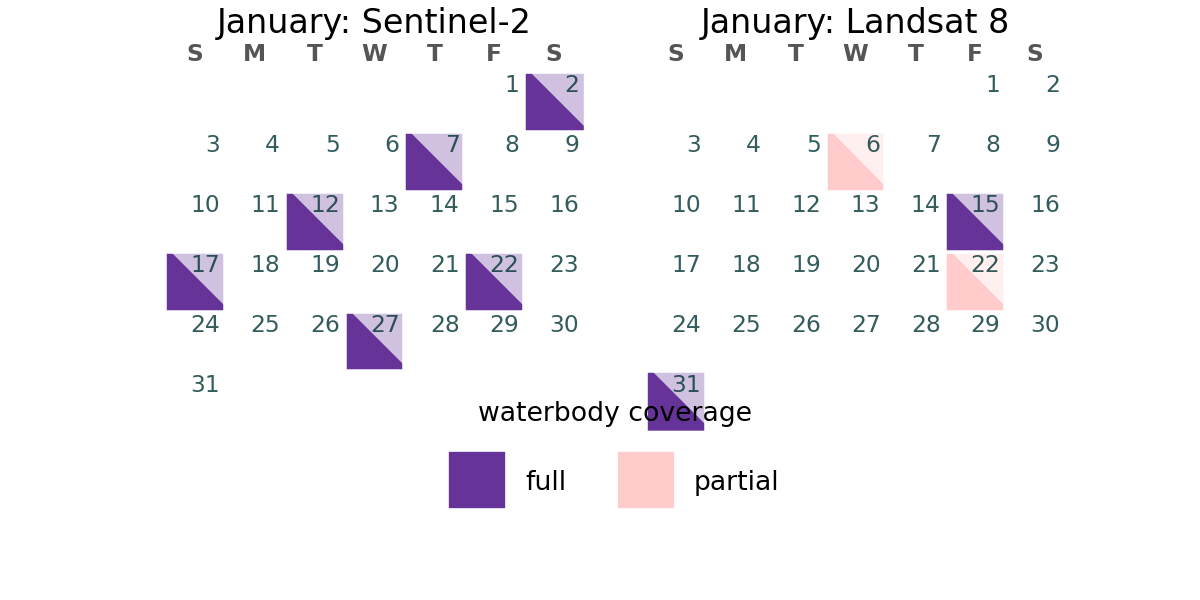 January: Sentinel-2
S M T W T F S
1 2
3 4 5 6 7 8 9
10 11 12 13 14 15 16
17 18 19 20 21 22 23
24 25 26 27 28 29 30
31
January: Landsat 8
S M T W T F S
1 2
3 4 5 6 7 8 9
10 11 12 13 14 15 16
17 18 19 20 21 22 23
24 25 26 27 28 29 30
31
waterbody coverage
full partial